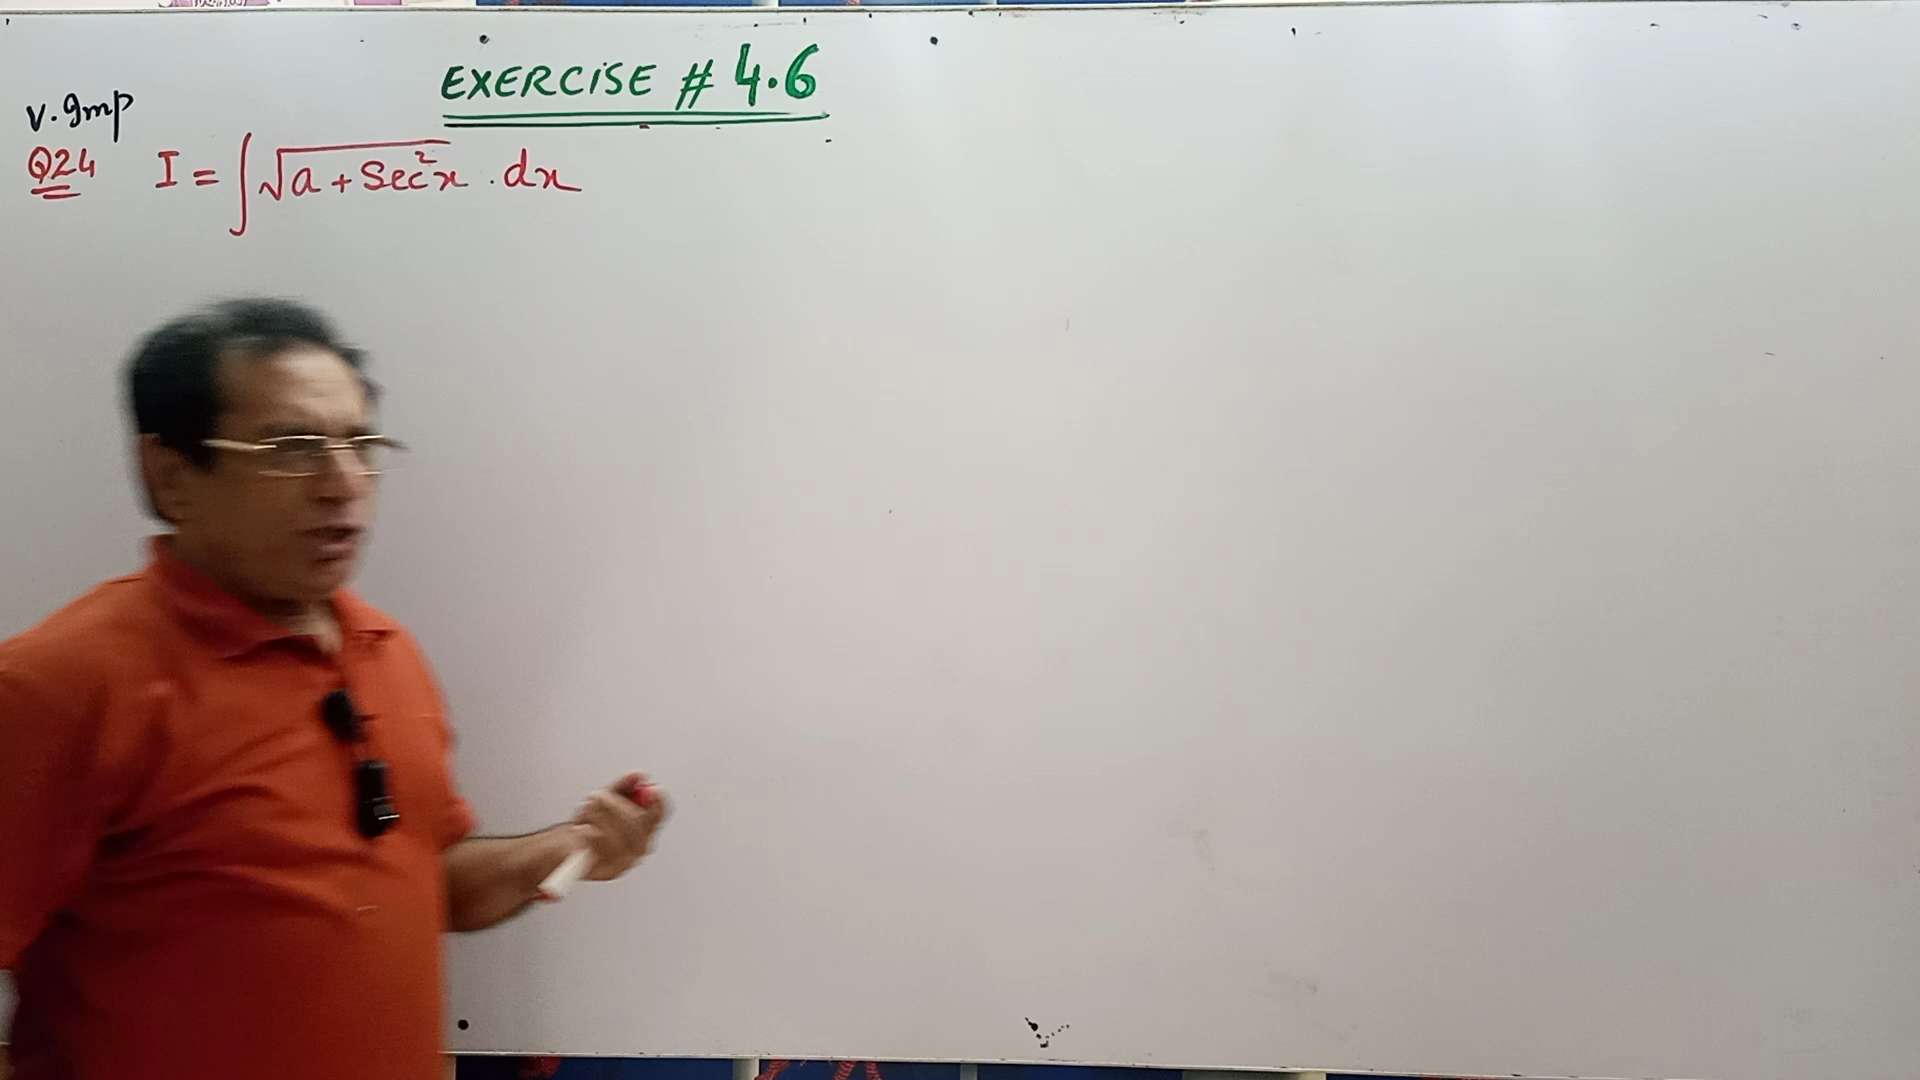 EXERCISE # 4.6
V. Imp
Q24 I = ∫√a + Sec²x . dx